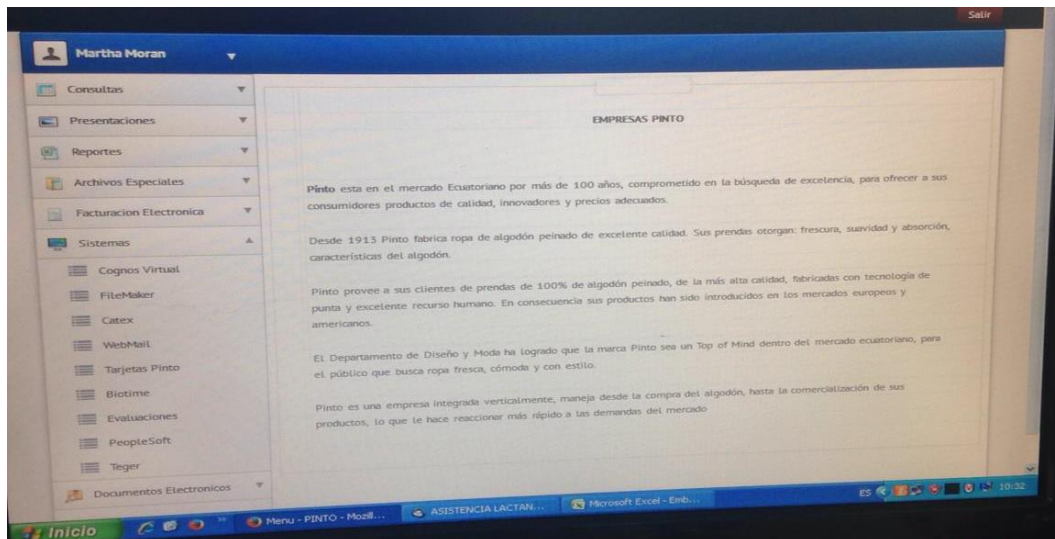 Salir
Martha Moran
Consultas
Presentaciones
Reportes
Archivos Especiales
Facturacion Electronica
Sistemas
Cognos Virtual
FileMaker
Catex
WebMail
Tarjetas Pinto
Biotime
Evaluaciones
PeopleSoft
Teger
Documentos Electronicos
EMPRESAS PINTO
Pinto esta en el mercado Ecuatoriano por más de 100 años, comprometido en la búsqueda de excelencia, para ofrecer a sus
consumidores productos de calidad, innovadores y precios adecuados.
Desde 1913 Pinto fabrica ropa de algodón peinado de excelente calidad. Sus prendas otorgan: frescura, suavidad y absorción,
características del algodón.
Pinto provee a sus clientes de prendas de 100% de algodón peinado, de la más alta calidad, fabricadas con tecnología de
punta y excelente recurso humano. En consecuencia sus productos han sido introducidos en los mercados europeus y
americanos.
El Departamento de Diseño y Moda ha logrado que la marca Pinto sea un Top of Mind dentro del mercado ecuatoriano, para
el público que busca ropa fresca, cómoda y con estilo.
Pinto es una empresa integrada verticalmente, maneja desde la compra del algodón, hasta la comercialización de sus
productos, lo que le hace reaccionar más rápido a las demandas del mercado
Inicio
Menu - PINTO - Mozill...
ASISTENCIA LACTAN...
Microsoft Excel - Emb...
ES
10:32